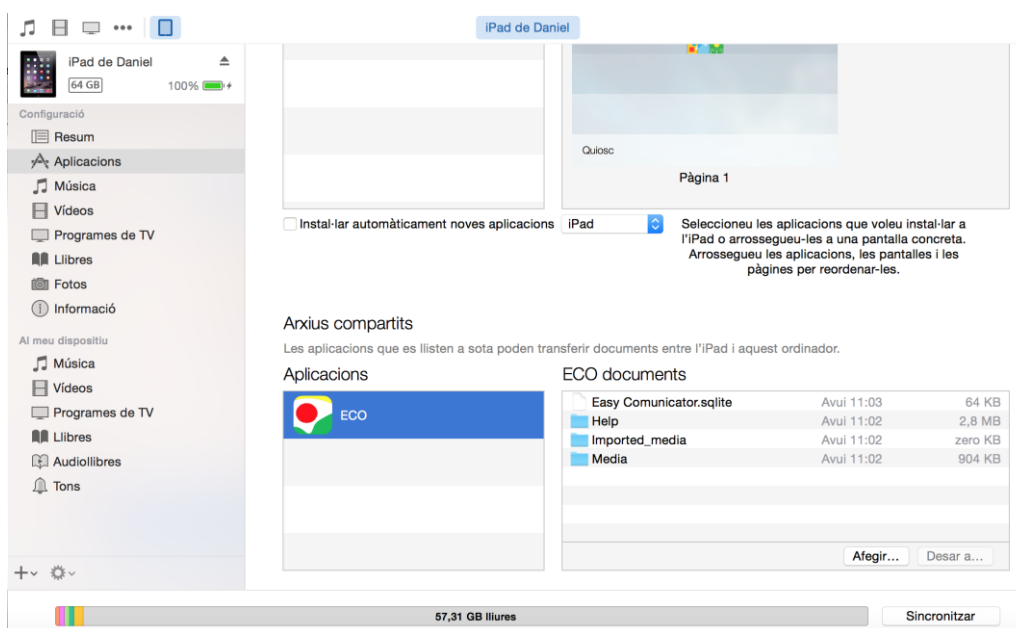 iPad de Daniel
iPad de Daniel
64 GB
100%
Configuració
Resum
Aplicacions
Música
Vídeos
Programes de TV
Llibres
Fotos
Informació
Al meu dispositiu
Música
Vídeos
Programes de TV
Llibres
Audiollibres
Tons
Quiosc
Pàgina 1
Instal·lar automàticament noves aplicacions
iPad
Seleccioneu les aplicacions que voleu instal·lar a
l'iPad o arrossegueu-les a una pantalla concreta.
Arrossegueu les aplicacions, les pantalles i les
pàgines per reordenar-les.
Arxius compartits
Les aplicacions que es llisten a sota poden transferir documents entre l'iPad i aquest ordinador.
Aplicacions
ECO
ECO documents
Easy Comunicator.sqlite Avui 11:03 64 KB
Help Avui 11:02 2,8 MB
Imported_media Avui 11:02 zero KB
Media Avui 11:02 904 KB
Afegir... Desar a...
57,31 GB lliures
Sincronitzar